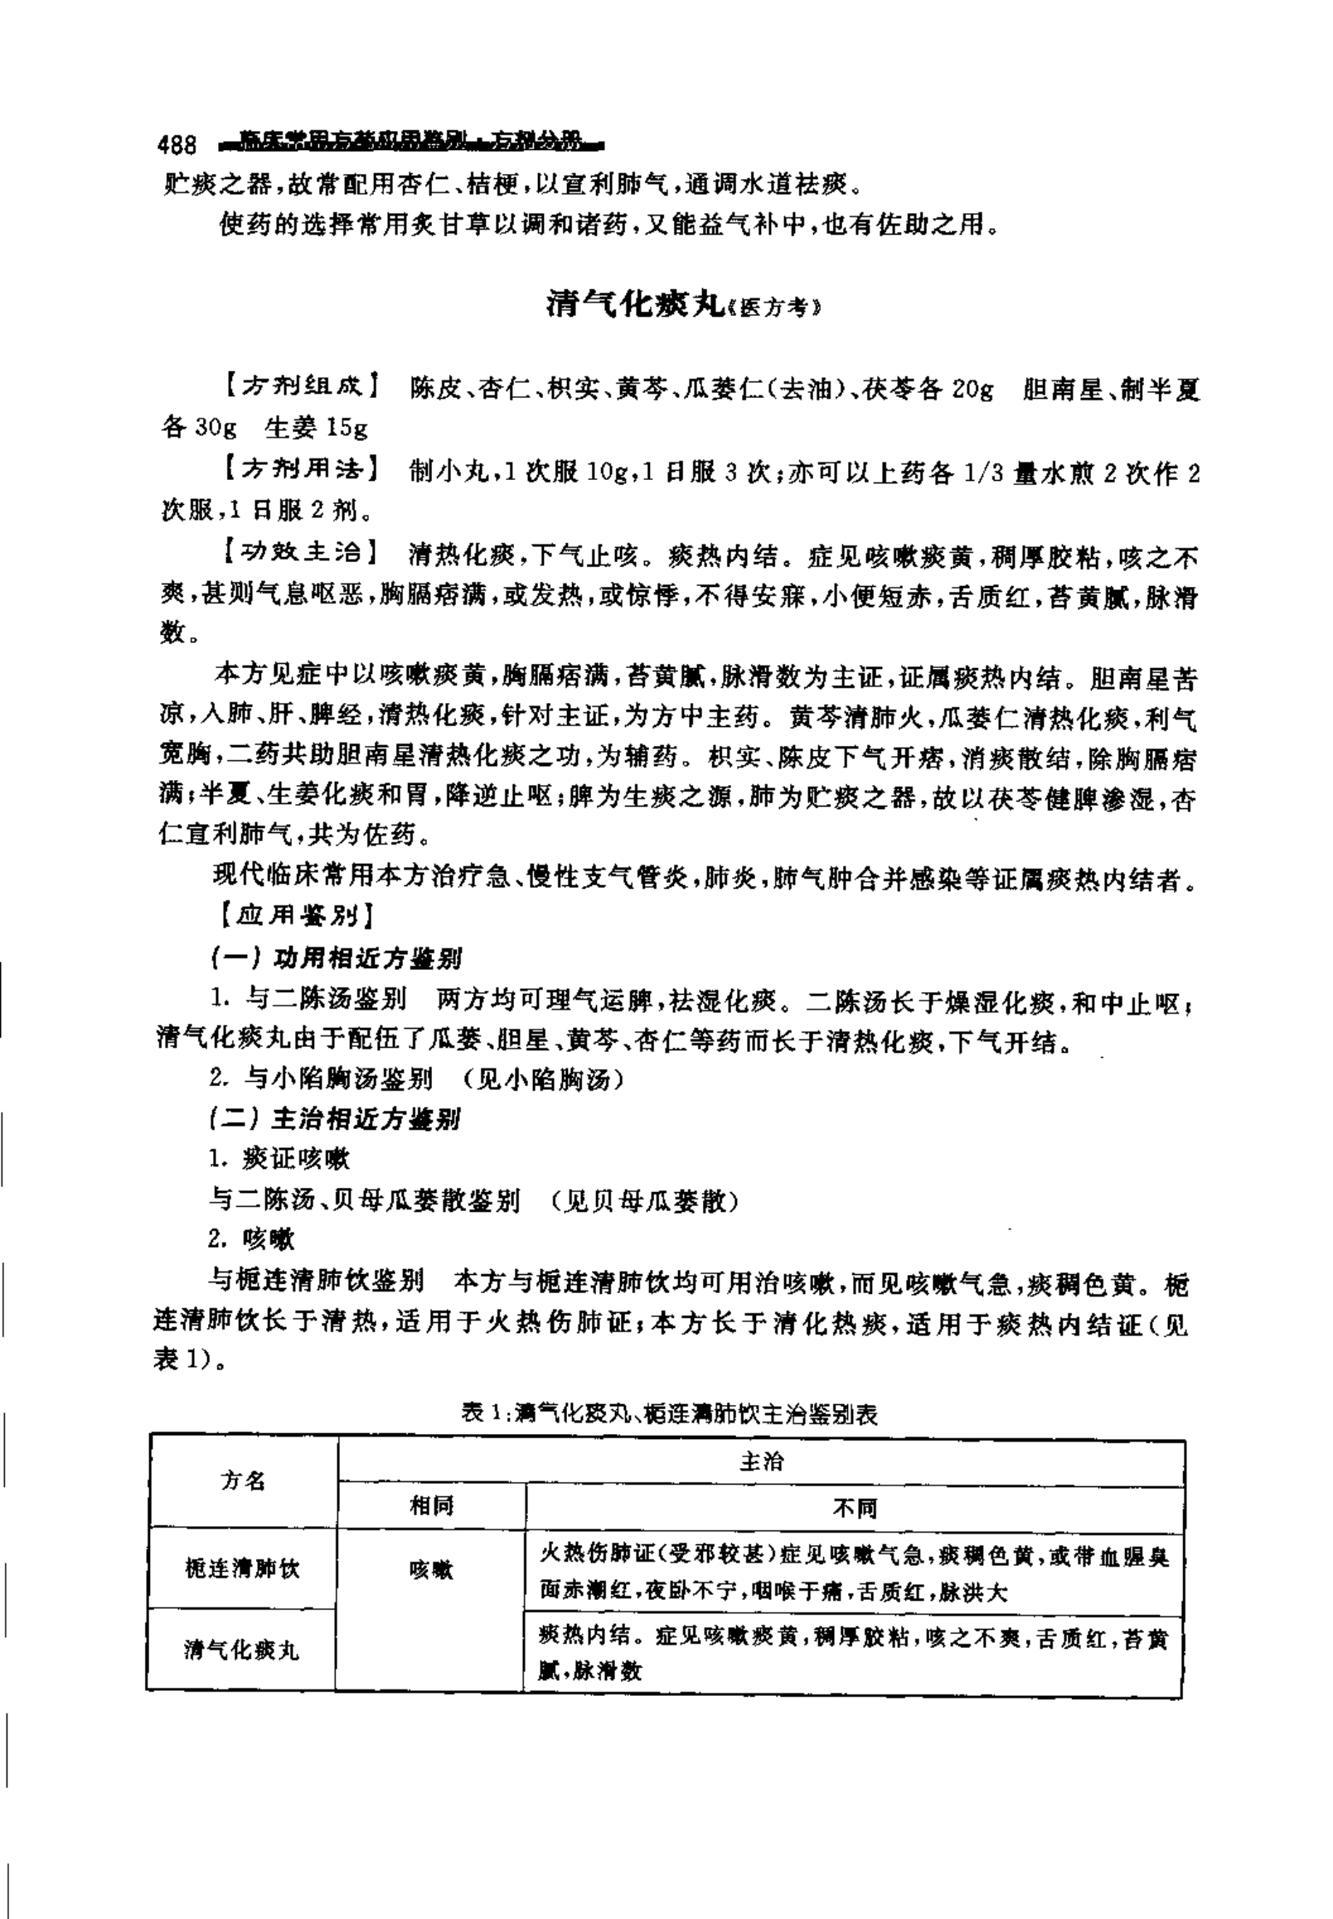 488 临床常用方药应用鉴别·方剂分册
贮痰之器,故常配用杏仁、桔梗,以宣利肺气,通调水道祛痰。
使药的选择常用炙甘草以调和诸药,又能益气补中,也有佐助之用。
清气化痰丸《医方考》
【方剂组成】 陈皮、杏仁、枳实、黄芩、瓜蒌仁(去油)、茯苓各 20g 胆南星、制半夏
各 30g 生姜 15g
【方剂用法】 制小丸,1 次服 10g,1 日服 3 次;亦可以上药各 1/3 量水煎 2 次作 2
次服,1 日服 2 剂。
【功效主治】 清热化痰,下气止咳。痰热内结。症见咳嗽痰黄,稠厚胶粘,咳之不
爽,甚则气息呕恶,胸膈痞满,或发热,或惊悸,不得安寐,小便短赤,舌质红,苔黄腻,脉滑
数。
本方见症中以咳嗽痰黄,胸膈痞满,苔黄腻,脉滑数为主证,证属痰热内结。胆南星苦
凉,入肺、肝、脾经,清热化痰,针对主证,为方中主药。黄芩清肺火,瓜蒌仁清热化痰,利气
宽胸,二药共助胆南星清热化痰之功,为辅药。枳实、陈皮下气开痞,消痰散结,除胸膈痞
满;半夏、生姜化痰和胃,降逆止呕;脾为生痰之源,肺为贮痰之器,故以茯苓健脾渗湿,杏
仁宣利肺气,共为佐药。
现代临床常用本方治疗急、慢性支气管炎,肺炎,肺气肿合并感染等证属痰热内结者。
【应用鉴别】
(一)功用相近方鉴别
1. 与二陈汤鉴别 两方均可理气运脾,祛湿化痰。二陈汤长于燥湿化痰,和中止呕;
清气化痰丸由于配伍了瓜蒌、胆星、黄芩、杏仁等药而长于清热化痰,下气开结。
2. 与小陷胸汤鉴别 (见小陷胸汤)
(二)主治相近方鉴别
1. 痰证咳嗽
与二陈汤、贝母瓜蒌散鉴别 (见贝母瓜蒌散)
2. 咳嗽
与栀连清肺饮鉴别 本方与栀连清肺饮均可用治咳嗽,而见咳嗽气急,痰稠色黄。栀
连清肺饮长于清热,适用于火热伤肺证;本方长于清化热痰,适用于痰热内结证(见
表 1)。
表 1:清气化痰丸、栀连清肺饮主治鉴别表
方名 主治
相同 不同
栀连清肺饮 咳嗽 火热伤肺证(受邪较甚)症见咳嗽气急,痰稠色黄,或带血腥臭
面赤潮红,夜卧不宁,咽喉干痛,舌质红,脉洪大
清气化痰丸 痰热内结。症见咳嗽痰黄,稠厚胶粘,咳之不爽,舌质红,苔黄
腻,脉滑数